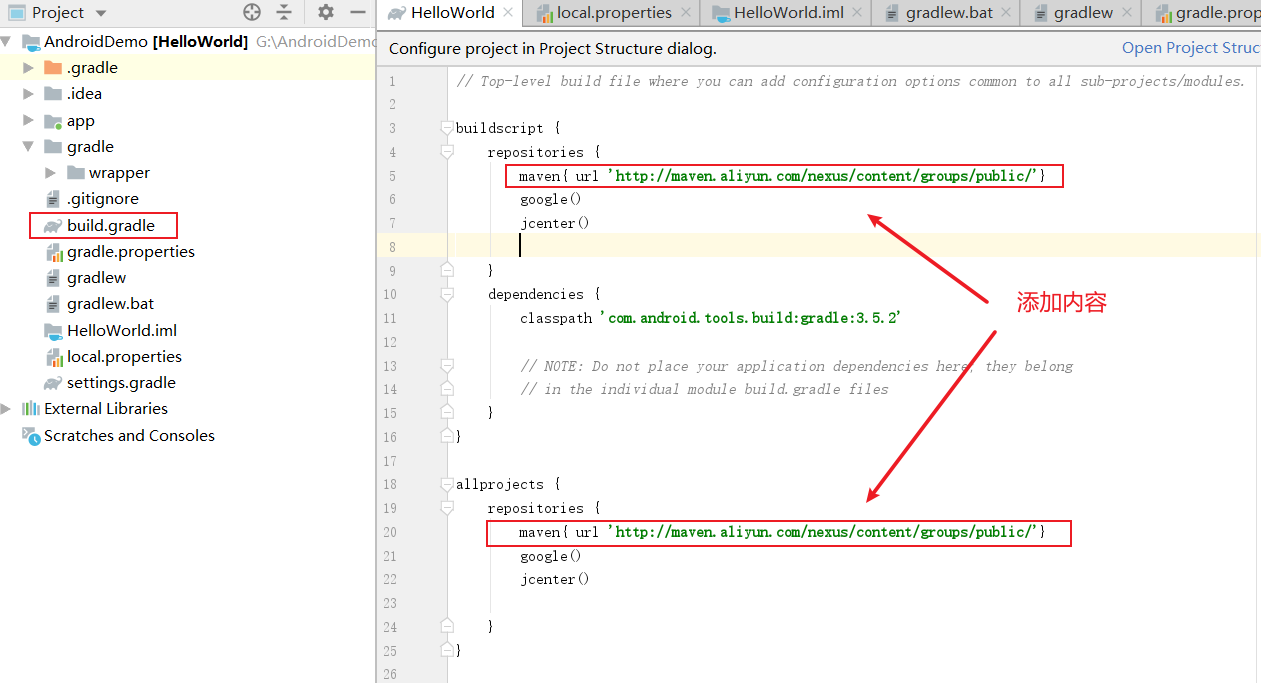 Project
AndroidDemo [HelloWorld] G:\AndroidDemo
.gradle
.idea
app
gradle
wrapper
.gitignore
build.gradle
gradle.properties
gradlew
gradlew.bat
HelloWorld.iml
local.properties
settings.gradle
External Libraries
Scratches and Consoles
HelloWorld local.properties HelloWorld.iml gradlew.bat gradlew gradle.prop
Configure project in Project Structure dialog. Open Project Struc
1 // Top-level build file where you can add configuration options common to all sub-projects/modules.
2
3 buildscript {
4 repositories {
5 maven{ url 'http://maven.aliyun.com/nexus/content/groups/public/'}
6 google()
7 jcenter()
8
9 }
10 dependencies {
11 classpath 'com.android.tools.build:gradle:3.5.2'
12
13 // NOTE: Do not place your application dependencies here, they belong
14 // in the individual module build.gradle files
15 }
16 }
17
18 allprojects {
19 repositories {
20 maven{ url 'http://maven.aliyun.com/nexus/content/groups/public/'}
21 google()
22 jcenter()
23
24 }
25 }
26
添加内容